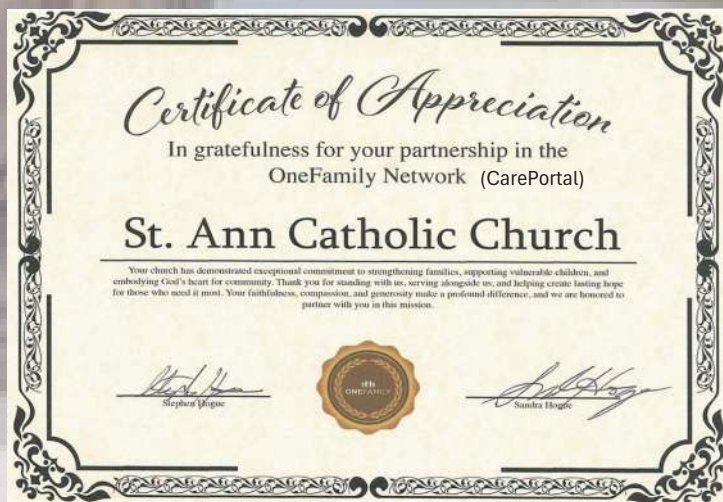 Certificate of Appreciation
In gratefulness for your partnership in the
OneFamily Network (CarePortal)
St. Ann Catholic Church
Your church has demonstrated exceptional commitment to strengthening families, supporting vulnerable children, and
embodying God's heart for community. Thank you for standing with us, serving alongside us, and helping create lasting hope
for those who need it most. Your faithfulness, compassion, and generosity make a profound difference, and we are honored to
partner with you in this mission.
Stephen Hogue
ONEFAMILY
Sandra Hogue